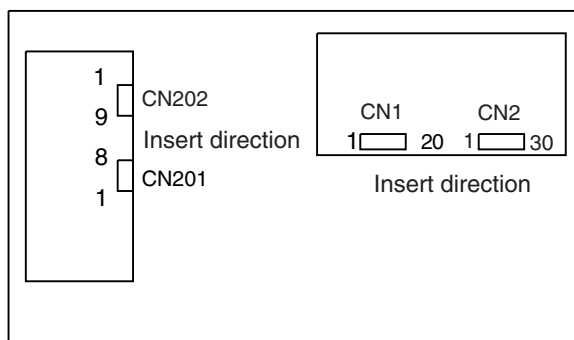 1
CN202
9
Insert direction
8
CN201
1
CN1 CN2
1 20 1 30
Insert direction